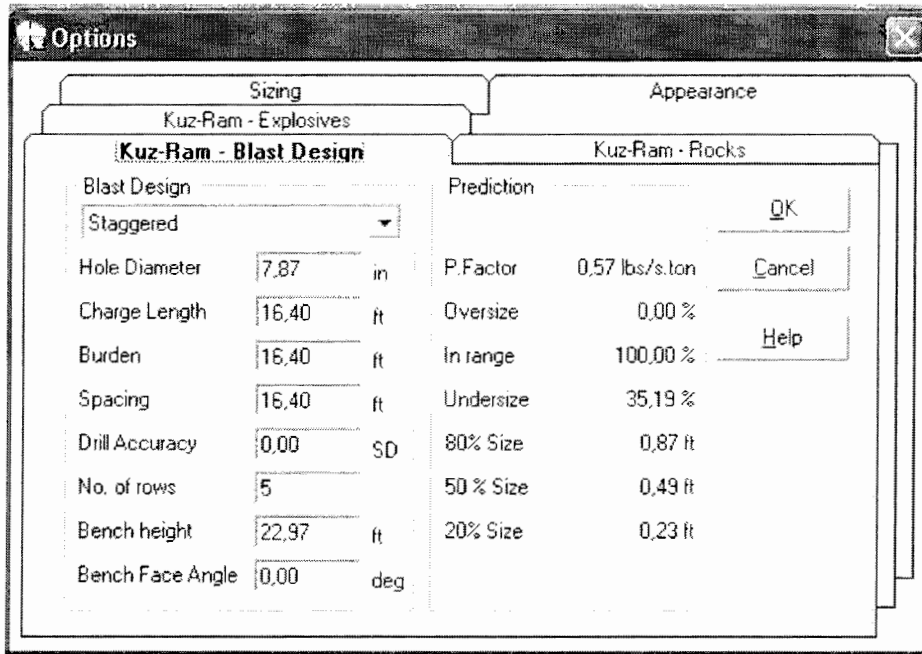 Options
Sizing
Appearance
Kuz-Ram - Explosives
Kuz-Ram - Blast Design
Kuz-Ram - Rocks
Blast Design
Staggered
Hole Diameter 7,87 in
Charge Length 16,40 ft
Burden 16,40 ft
Spacing 16,40 ft
Drill Accuracy 0,00 SD
No. of rows 5
Bench height 22,97 ft
Bench Face Angle 0,00 deg
Prediction
P.Factor 0,57 lbs/s.ton
Oversize 0,00 %
In range 100,00 %
Undersize 35,19 %
80% Size 0,87 ft
50 % Size 0,49 ft
20% Size 0,23 ft
OK
Cancel
Help